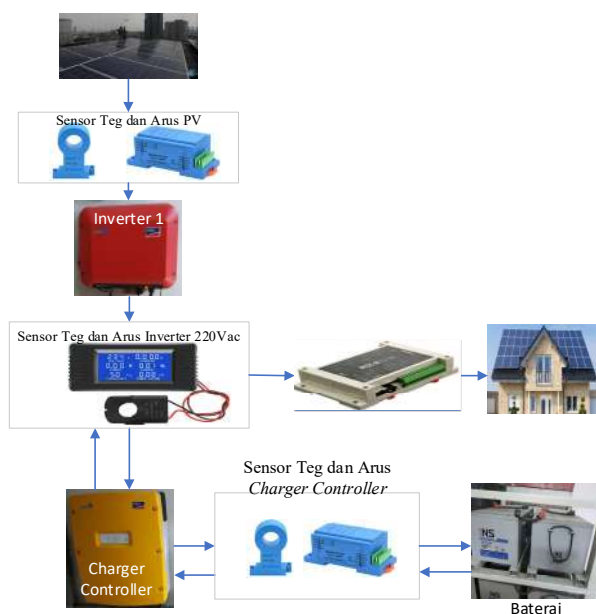 Sensor Teg dan Arus PV
Inverter 1
Sensor Teg dan Arus Inverter 220Vac
Sensor Teg dan Arus
Charger Controller
Charger
Controller
NS
Baterai